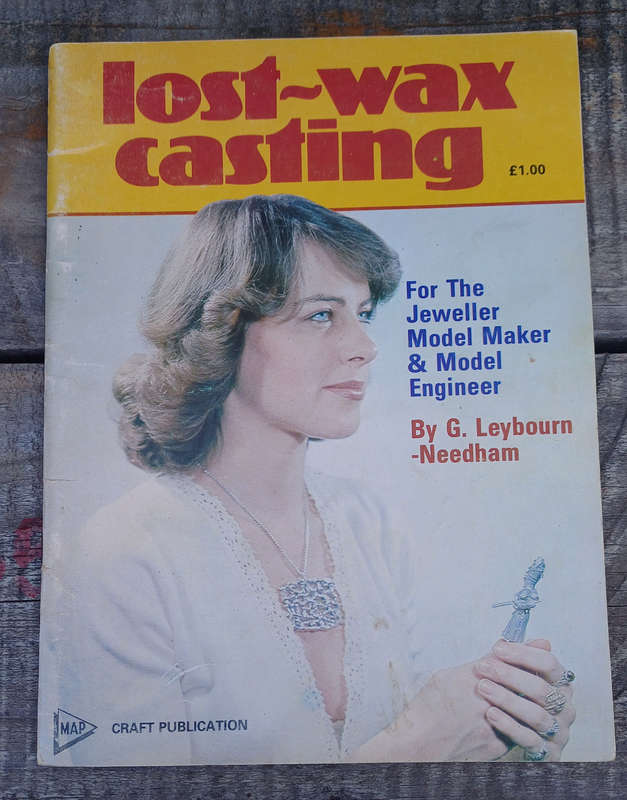 lost~wax
casting
£1.00
For The
Jeweller
Model Maker
& Model
Engineer
By G. Leybourn
-Needham
MAP
CRAFT PUBLICATION